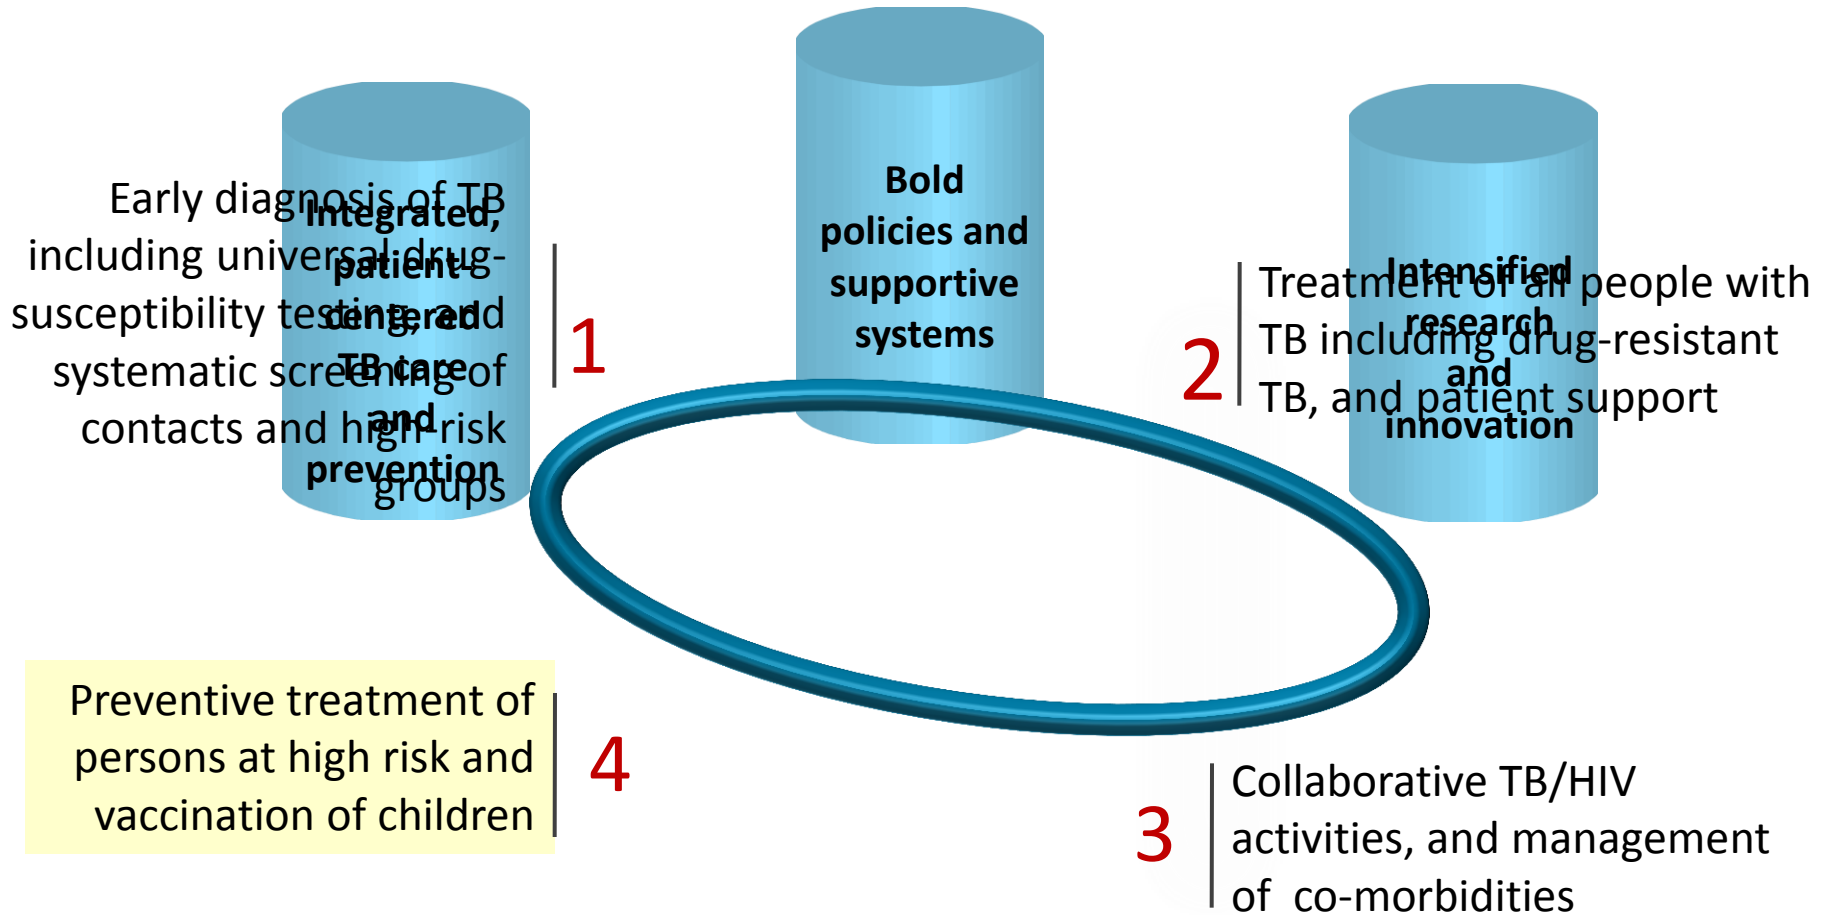 Bold
policies and
supportive
systems
Integrated,
patient-
centered
TB care
and
prevention
Intensified
research
and
innovation
Early diagnosis of TB
including universal drug-
susceptibility testing, and
systematic screening of
contacts and high-risk
groups
1
2
Treatment of all people with
TB including drug-resistant
TB, and patient support
Preventive treatment of
persons at high risk and
vaccination of children
4
3
Collaborative TB/HIV
activities, and management
of co-morbidities